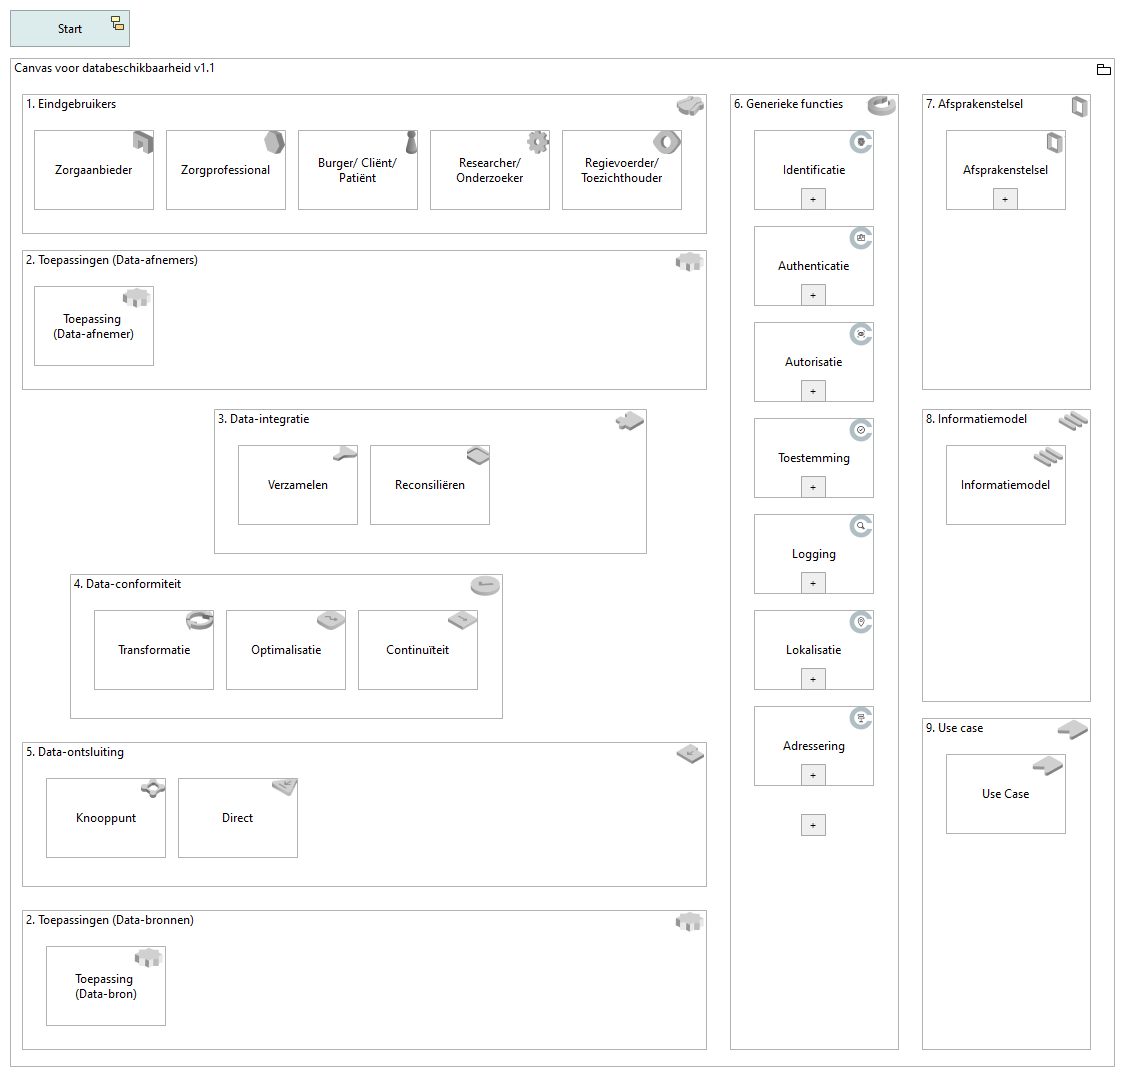 Start
Canvas voor databeschikbaarheid v1.1
1. Eindgebruikers
Zorgaanbieder
Zorgprofessional
Burger/ Cliënt/
Patiënt
Researcher/
Onderzoeker
Regievoerder/
Toezichthouder
2. Toepassingen (Data-afnemers)
Toepassing
(Data-afnemer)
3. Data-integratie
Verzamelen
Reconsiliëren
4. Data-conformiteit
Transformatie
Optimalisatie
Continuïteit
5. Data-ontsluiting
Knooppunt
Direct
2. Toepassingen (Data-bronnen)
Toepassing
(Data-bron)
6. Generieke functies
Identificatie
+
Authenticatie
+
Autorisatie
+
Toestemming
+
Logging
+
Lokalisatie
+
Adressering
+
+
7. Afsprakenstelsel
Afsprakenstelsel
+
8. Informatiemodel
Informatiemodel
9. Use case
Use Case